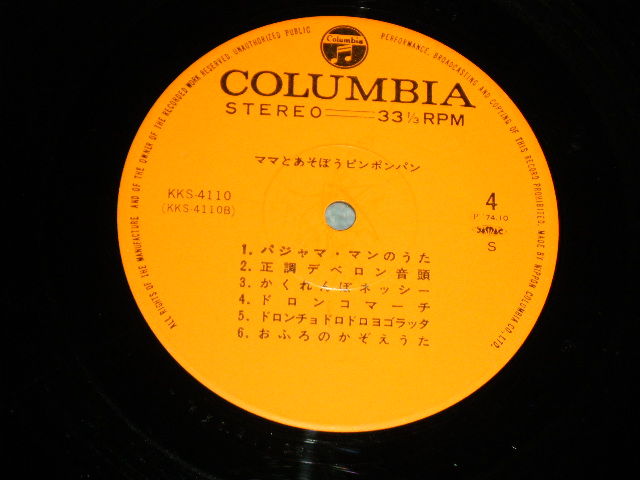 Columbia
COLUMBIA
STEREO 33⅓RPM
ママとあそぼうピンポンパン
KKS-4110
(KKS-4110B)
4
P '74.10
S
1. パジャマ・マンのうた
2. 正調デベロン音頭
3. かくれんぼネッシー
4. ドロンコマーチ
5. ドロンチョドロドロヨゴラッタ
6. おふろのかぞえうた
ALL RIGHTS OF THE MANUFACTURE AND OF THE OWNER OF THE RECORDED WORK RESERVED. UNAUTHORIZED PUBLIC PERFORMANCE, BROADCASTING AND COPYING OF THIS RECORD PROHIBITED. MADE BY NIPPON COLUMBIA CO., LTD.